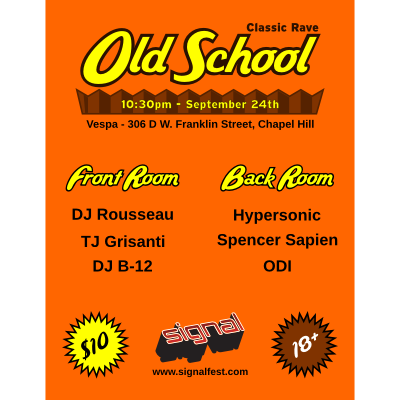 Classic Rave
Old School
10:30pm - September 24th
Vespa - 306 D W. Franklin Street, Chapel Hill
Front Room
DJ Rousseau
TJ Grisanti
DJ B-12
Back Room
Hypersonic
Spencer Sapien
ODI
$10
signal
18+
www.signalfest.com